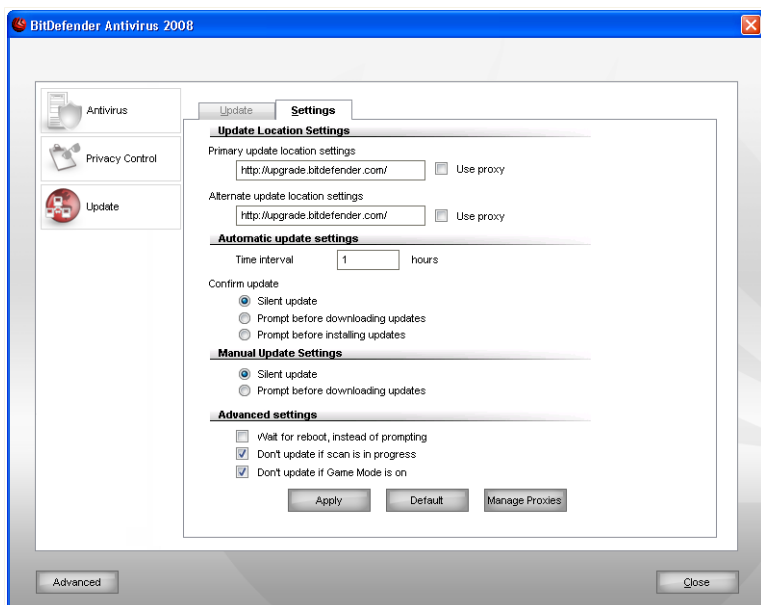 BitDefender Antivirus 2008
Antivirus
Privacy Control
Update
Update Settings
Update Location Settings
Primary update location settings
http://upgrade.bitdefender.com/ Use proxy
Alternate update location settings
http://upgrade.bitdefender.com/ Use proxy
Automatic update settings
Time interval 1 hours
Confirm update
Silent update
Prompt before downloading updates
Prompt before installing updates
Manual Update Settings
Silent update
Prompt before downloading updates
Advanced settings
Wait for reboot, instead of prompting
Don't update if scan is in progress
Don't update if Game Mode is on
Apply Default Manage Proxies
Advanced Close